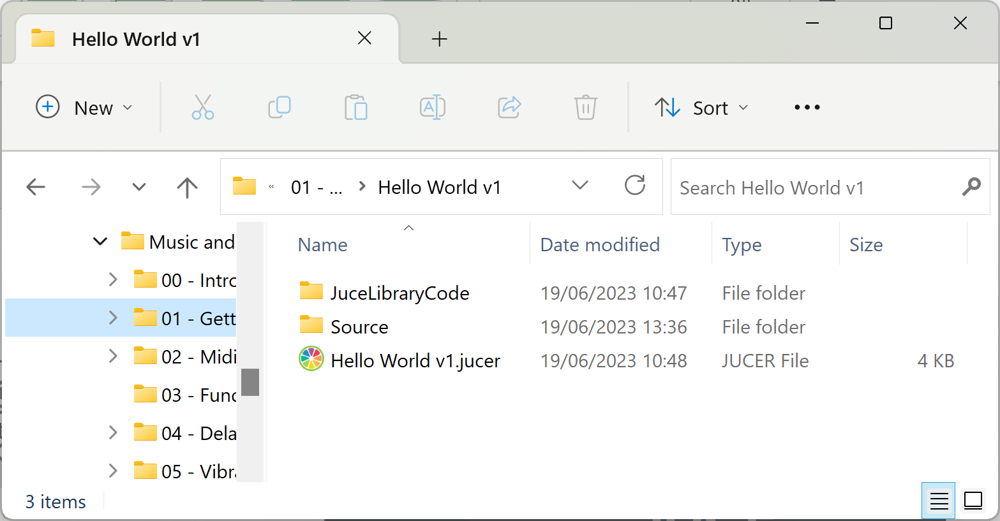 Hello World v1
New
Sort
01 - ... Hello World v1
Search Hello World v1
Music and
00 - Intro
01 - Gett
02 - Midi
03 - Func
04 - Dela
05 - Vibra
Name Date modified Type Size
JuceLibraryCode 19/06/2023 10:47 File folder
Source 19/06/2023 13:36 File folder
Hello World v1.jucer 19/06/2023 10:48 JUCER File 4 KB
3 items